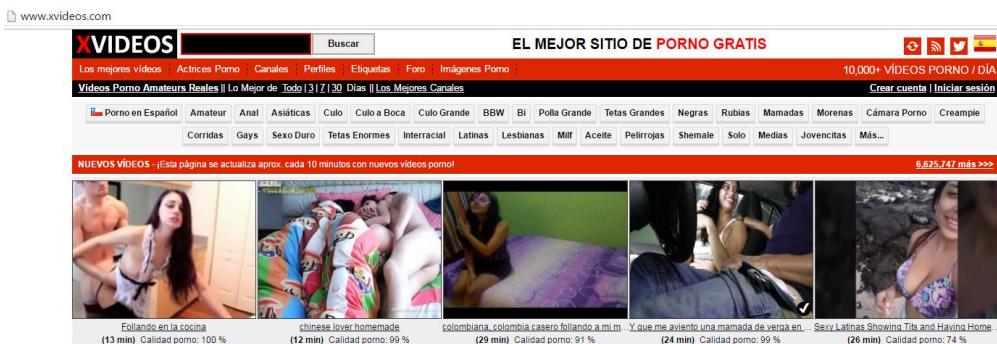 www.xvideos.com
XVIDEOS Buscar EL MEJOR SITIO DE PORNO GRATIS
Los mejores vídeos Actrices Porno Canales Perfiles Etiquetas Foro Imágenes Porno 10,000+ VÍDEOS PORNO / DÍA
Vídeos Porno Amateurs Reales || Lo Mejor de Todo | 3 | 7 | 30 Días || Los Mejores Canales Crear cuenta | Iniciar sesión
Porno en Español Amateur Anal Asiáticas Culo Culo a Boca Culo Grande BBW Bi Polla Grande Tetas Grandes Negras Rubias Mamadas Morenas Cámara Porno Creampie
Corridas Gays Sexo Duro Tetas Enormes Interracial Latinas Lesbianas Milf Aceite Pelirrojas Shemale Solo Medias Jovencitas Más...
NUEVOS VÍDEOS - ¡Esta página se actualiza aprox. cada 10 minutos con nuevos vídeos porno! 6,625,747 más >>>
Follando en la cocina chinese lover homemade colombiana, colombia casero follando a mi m... Y que me aviento una mamada de verga en ... Sexy Latinas Showing Tits and Having Home...
(13 min) Calidad porno: 100 % (12 min) Calidad porno: 99 % (29 min) Calidad porno: 91 % (24 min) Calidad porno: 99 % (26 min) Calidad porno: 74 %